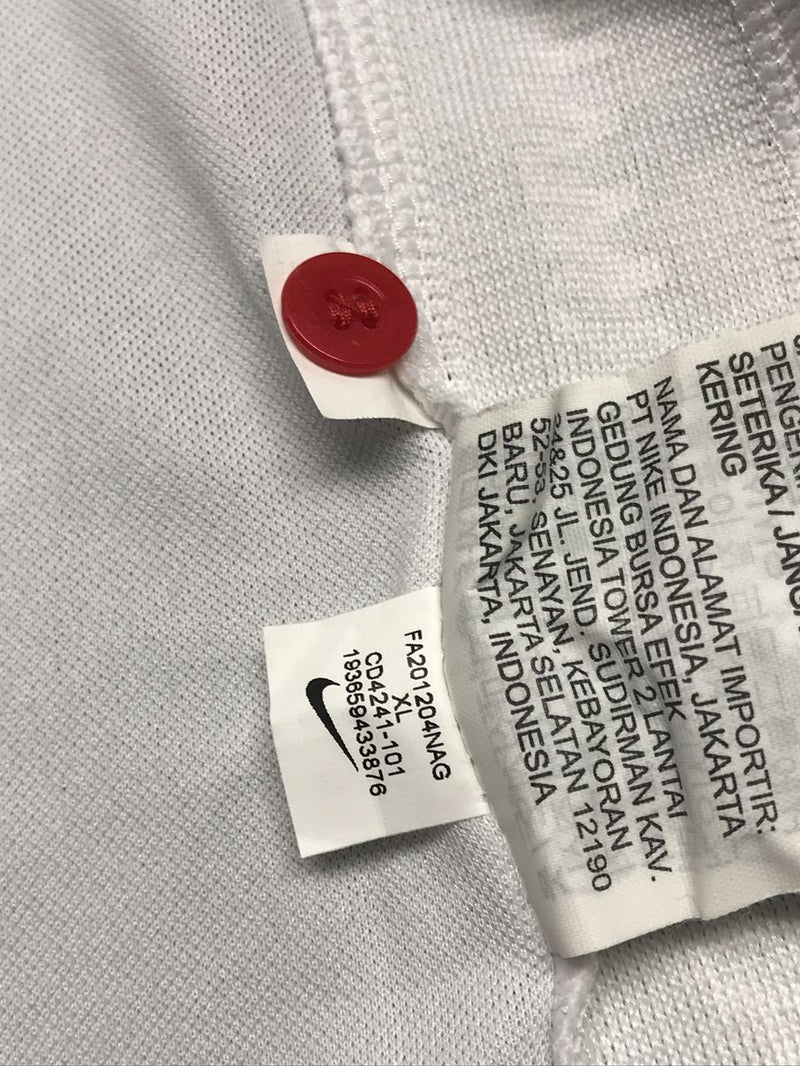 FA201204NAG
XL
CD4241-101
193659433876
SETERIKA / JANG
KERING
NAMA DAN ALAMAT IMPORTIR:
PT NIKE INDONESIA, JAKARTA
GEDUNG BURSA EFEK
INDONESIA TOWER 2 LANTAI
24&25 JL. JEND. SUDIRMAN KAV.
52-53, SENAYAN, KEBAYORAN
BARU, JAKARTA SELATAN 12190
DKI JAKARTA, INDONESIA